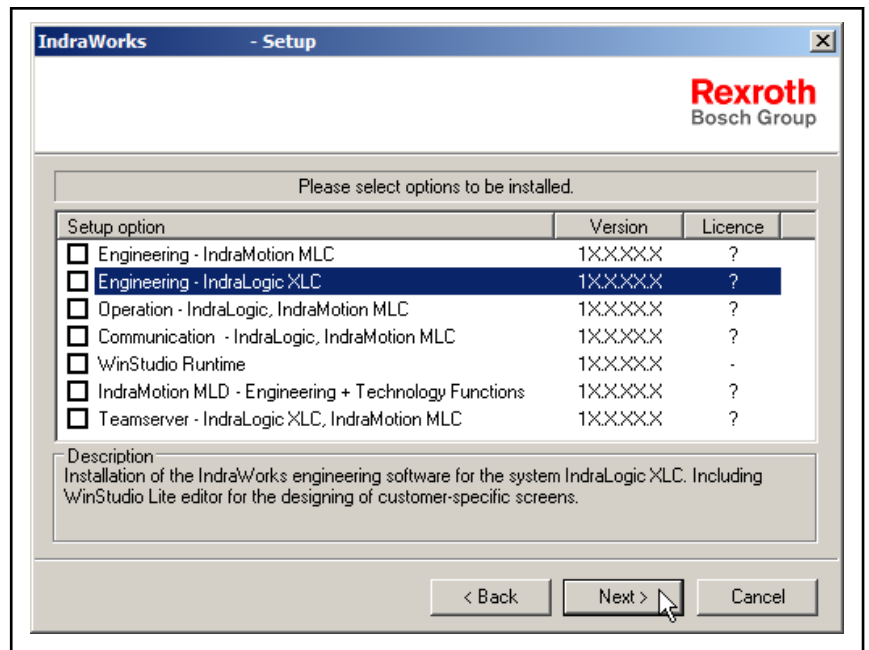 IndraWorks - Setup
Rexroth
Bosch Group
Please select options to be installed.
Setup option Version Licence
Engineering - IndraMotion MLC 1X.X.XX.X ?
Engineering - IndraLogic XLC 1X.X.XX.X ?
Operation - IndraLogic, IndraMotion MLC 1X.X.XX.X ?
Communication - IndraLogic, IndraMotion MLC 1X.X.XX.X ?
WinStudio Runtime 1X.X.XX.X -
IndraMotion MLD - Engineering + Technology Functions 1X.X.XX.X ?
Teamserver - IndraLogic XLC, IndraMotion MLC 1X.X.XX.X ?
Description
Installation of the IndraWorks engineering software for the system IndraLogic XLC. Including
WinStudio Lite editor for the designing of customer-specific screens.
< Back Next > Cancel